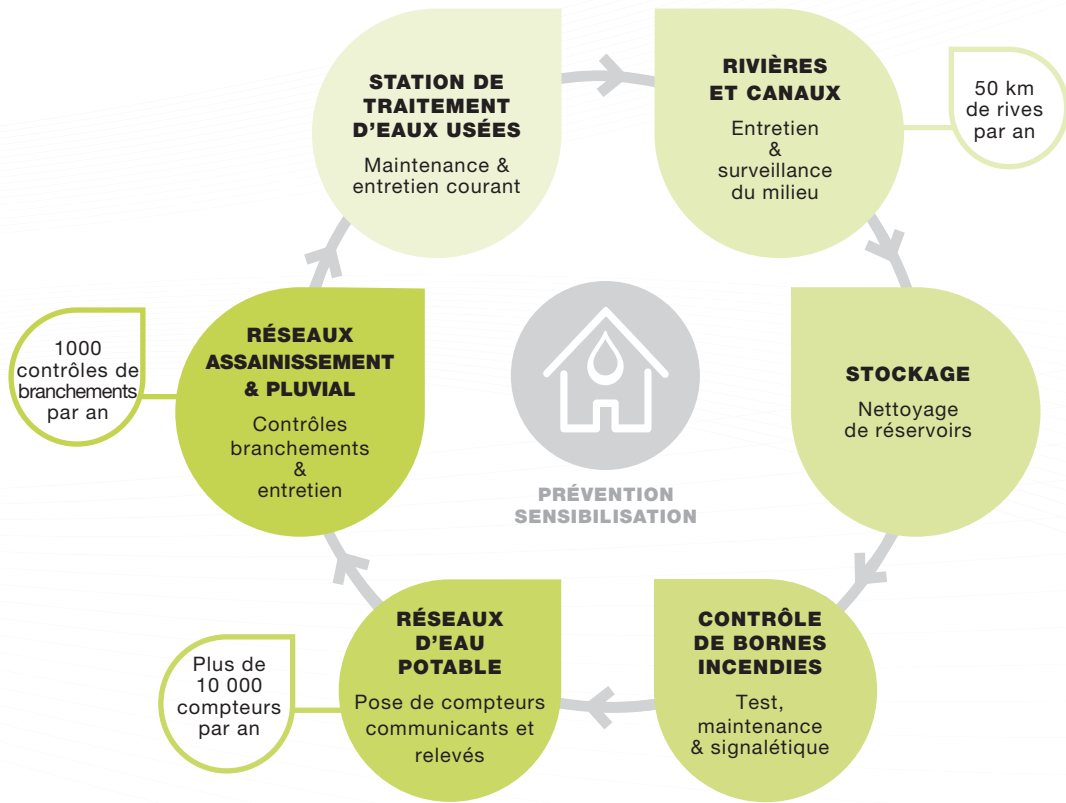 STATION DE
TRAITEMENT
D'EAUX USÉES
Maintenance &
entretien courant
RIVIÈRES
ET CANAUX
Entretien
&
surveillance
du milieu
50 km
de rives
par an
STOCKAGE
Nettoyage
de réservoirs
CONTRÔLE
DE BORNES
INCENDIES
Test,
maintenance
& signalétique
RÉSEAUX
D'EAU
POTABLE
Pose de compteurs
communicants et
relevés
Plus de
10 000
compteurs
par an
RÉSEAUX
ASSAINISSEMENT
& PLUVIAL
Contrôles
branchements
&
entretien
1000
contrôles de
branchements
par an
PRÉVENTION
SENSIBILISATION